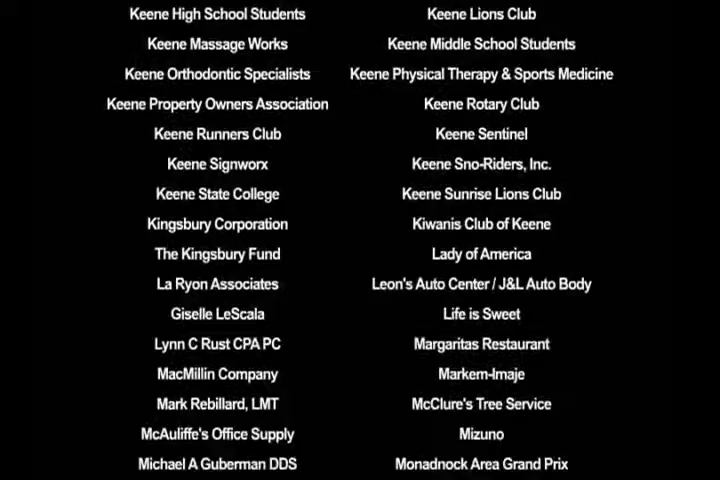 Keene High School Students
Keene Lions Club
Keene Massage Works
Keene Middle School Students
Keene Orthodontic Specialists
Keene Physical Therapy & Sports Medicine
Keene Property Owners Association
Keene Rotary Club
Keene Runners Club
Keene Sentinel
Keene Signworx
Keene Sno-Riders, Inc.
Keene State College
Keene Sunrise Lions Club
Kingsbury Corporation
Kiwanis Club of Keene
The Kingsbury Fund
Lady of America
La Ryon Associates
Leon's Auto Center / J&L Auto Body
Giselle LeScala
Life is Sweet
Lynn C Rust CPA PC
Margaritas Restaurant
MacMillin Company
Markem-Imaje
Mark Rebillard, LMT
McClure's Tree Service
McAuliffe's Office Supply
Mizuno
Michael A Guberman DDS
Monadnock Area Grand Prix